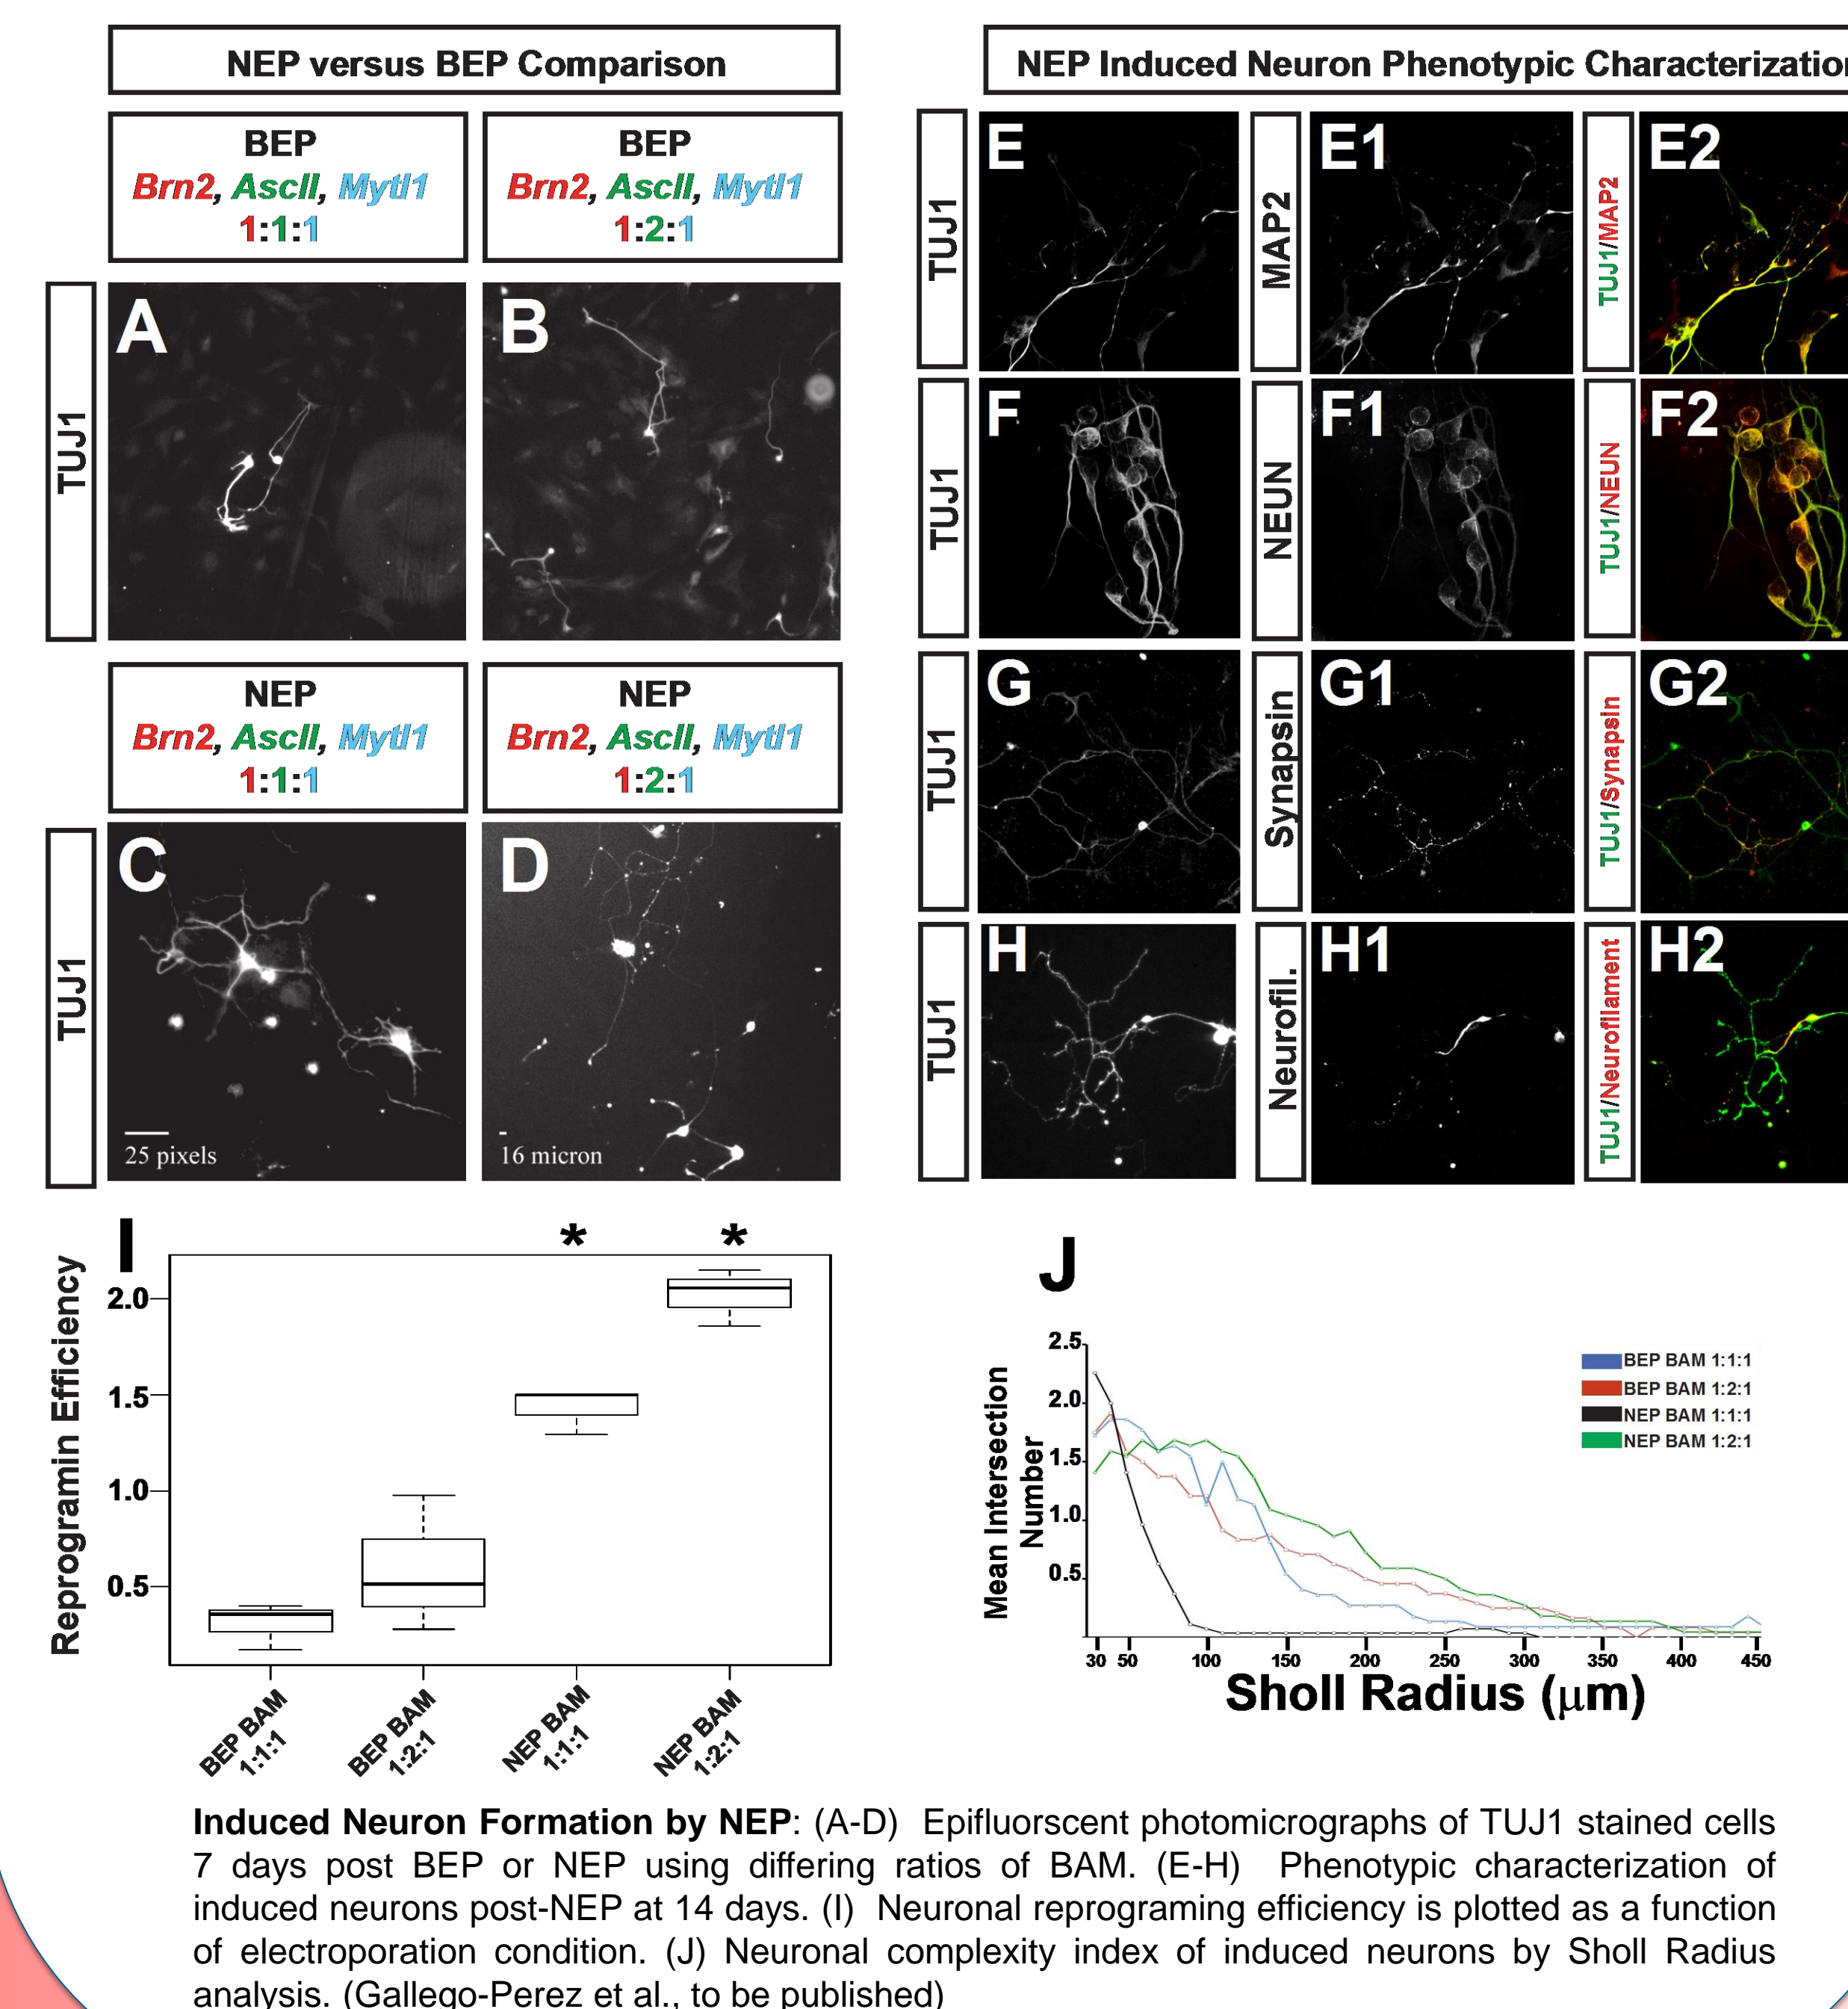 NEP versus BEP Comparison
BEP
Brn2, AscII, Mytl1
1:1:1
BEP
Brn2, AscII, Mytl1
1:2:1
TUJ1
A
B
NEP
Brn2, AscII, Mytl1
1:1:1
NEP
Brn2, AscII, Mytl1
1:2:1
TUJ1
C
25 pixels
D
16 micron
NEP Induced Neuron Phenotypic Characterization
TUJ1
E
MAP2
E1
TUJ1/MAP2
E2
TUJ1
F
NEUN
F1
TUJ1/NEUN
F2
TUJ1
G
Synapsin
G1
TUJ1/Synapsin
G2
TUJ1
H
Neurofil.
H1
TUJ1/Neurofilament
H2
I
Reprogramin Efficiency
* *
2.0
1.5
1.0
0.5
BEP BAM
1:1:1
BEP BAM
1:2:1
NEP BAM
1:1:1
NEP BAM
1:2:1
J
Mean Intersection
Number
2.5
2.0
1.5
1.0
0.5
BEP BAM 1:1:1
BEP BAM 1:2:1
NEP BAM 1:1:1
NEP BAM 1:2:1
30 50 100 150 200 250 300 350 400 450
Sholl Radius (μm)
Induced Neuron Formation by NEP: (A-D) Epifluorscent photomicrographs of TUJ1 stained cells
7 days post BEP or NEP using differing ratios of BAM. (E-H) Phenotypic characterization of
induced neurons post-NEP at 14 days. (I) Neuronal reprograming efficiency is plotted as a function
of electroporation condition. (J) Neuronal complexity index of induced neurons by Sholl Radius
analysis. (Gallego-Perez et al., to be published)